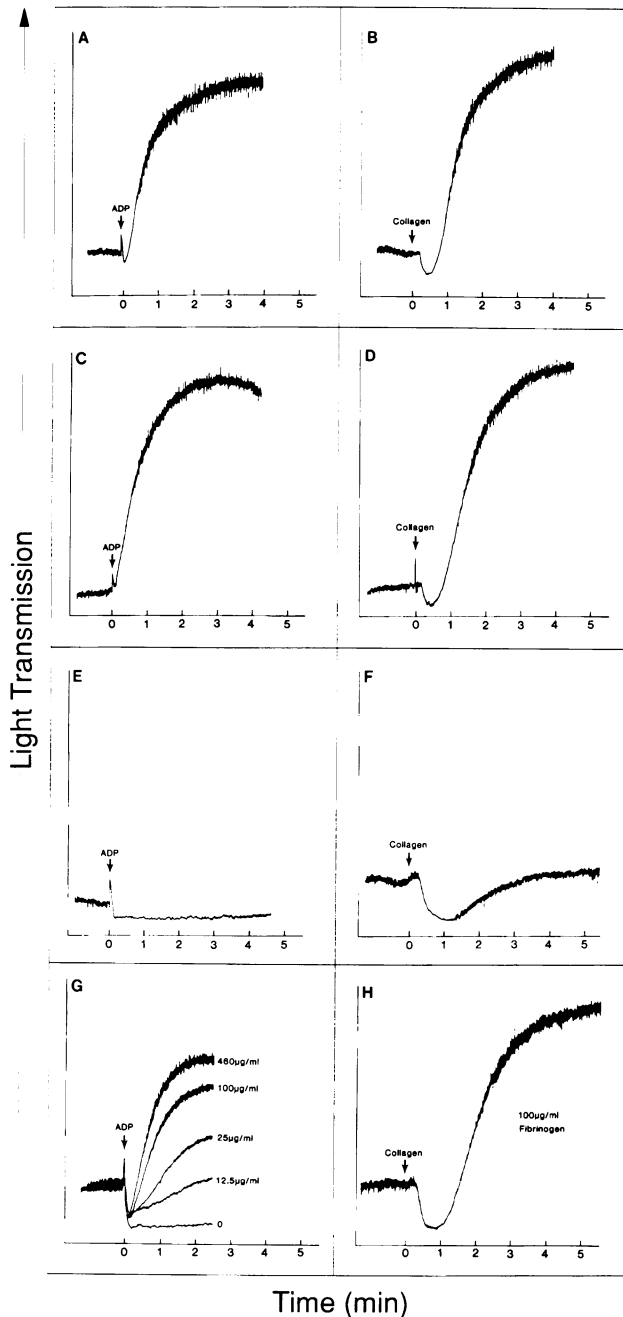 Light Transmission
A
ADP
0 1 2 3 4 5
B
Collagen
0 1 2 3 4 5
C
ADP
0 1 2 3 4 5
D
Collagen
0 1 2 3 4 5
E
ADP
0 1 2 3 4 5
F
Collagen
0 1 2 3 4 5
G
ADP
460µg/ml
100µg/ml
25µg/ml
12.5µg/ml
0
0 1 2 3 4 5
H
Collagen
100µg/ml
Fibrinogen
0 1 2 3 4 5
Time (min)